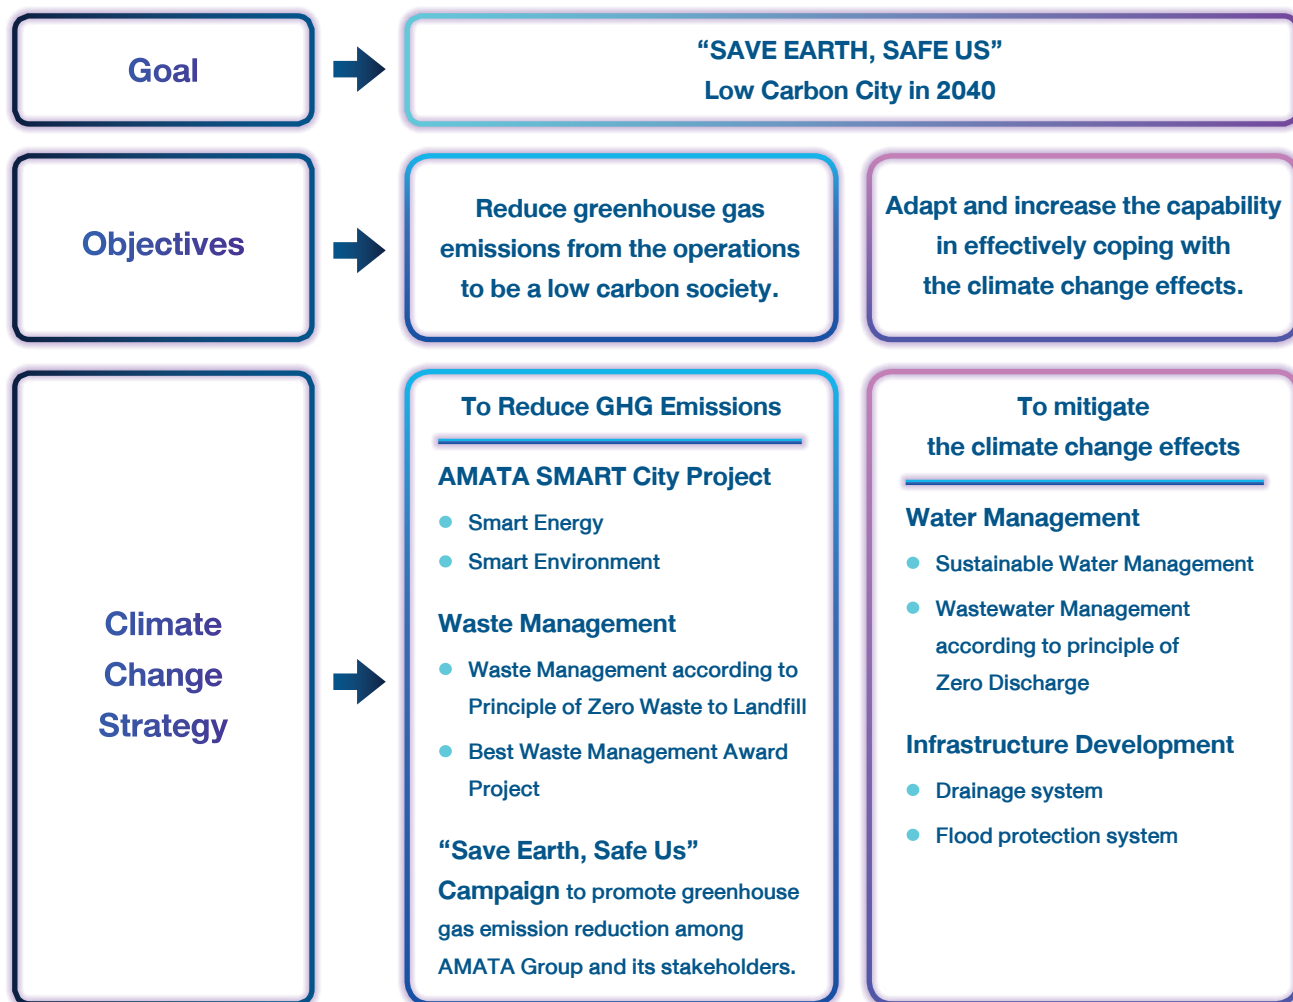 Goal
“SAVE EARTH, SAFE US”
Low Carbon City in 2040
Objectives
Reduce greenhouse gas
emissions from the operations
to be a low carbon society.
Adapt and increase the capability
in effectively coping with
the climate change effects.
Climate
Change
Strategy
To Reduce GHG Emissions
AMATA SMART City Project
Smart Energy
Smart Environment
Waste Management
Waste Management according to
Principle of Zero Waste to Landfill
Best Waste Management Award
Project
“Save Earth, Safe Us”
Campaign to promote greenhouse
gas emission reduction among
AMATA Group and its stakeholders.
To mitigate
the climate change effects
Water Management
Sustainable Water Management
Wastewater Management
according to principle of
Zero Discharge
Infrastructure Development
Drainage system
Flood protection system